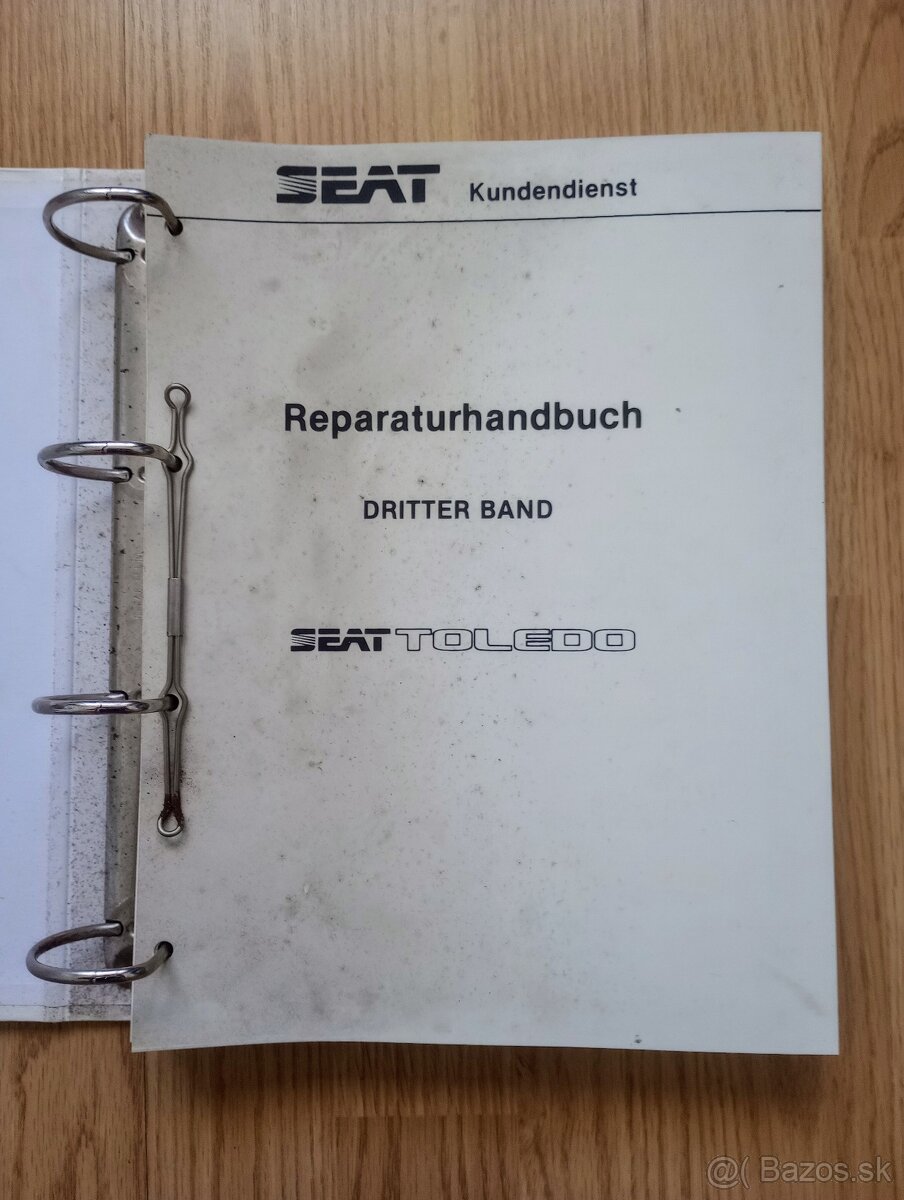 SEAT Kundendienst
Reparaturhandbuch
DRITTER BAND
SEAT TOLEDO
@( Bazos.sk